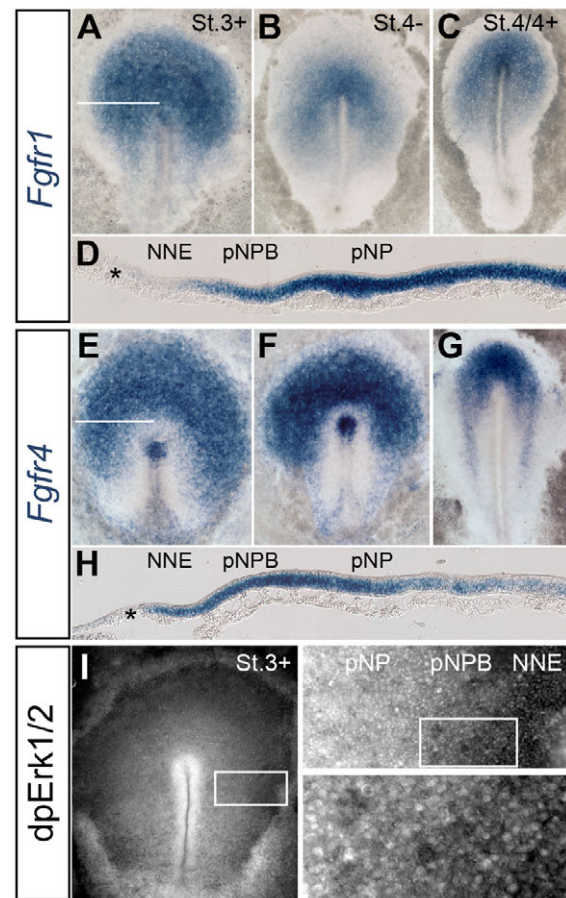 A St.3+ B St.4- C St.4/4+
Fgfr1
D NNE pNPB pNP
*
E F G
Fgfr4
H NNE pNPB pNP
*
I St.3+ pNP pNPB NNE
dpErk1/2